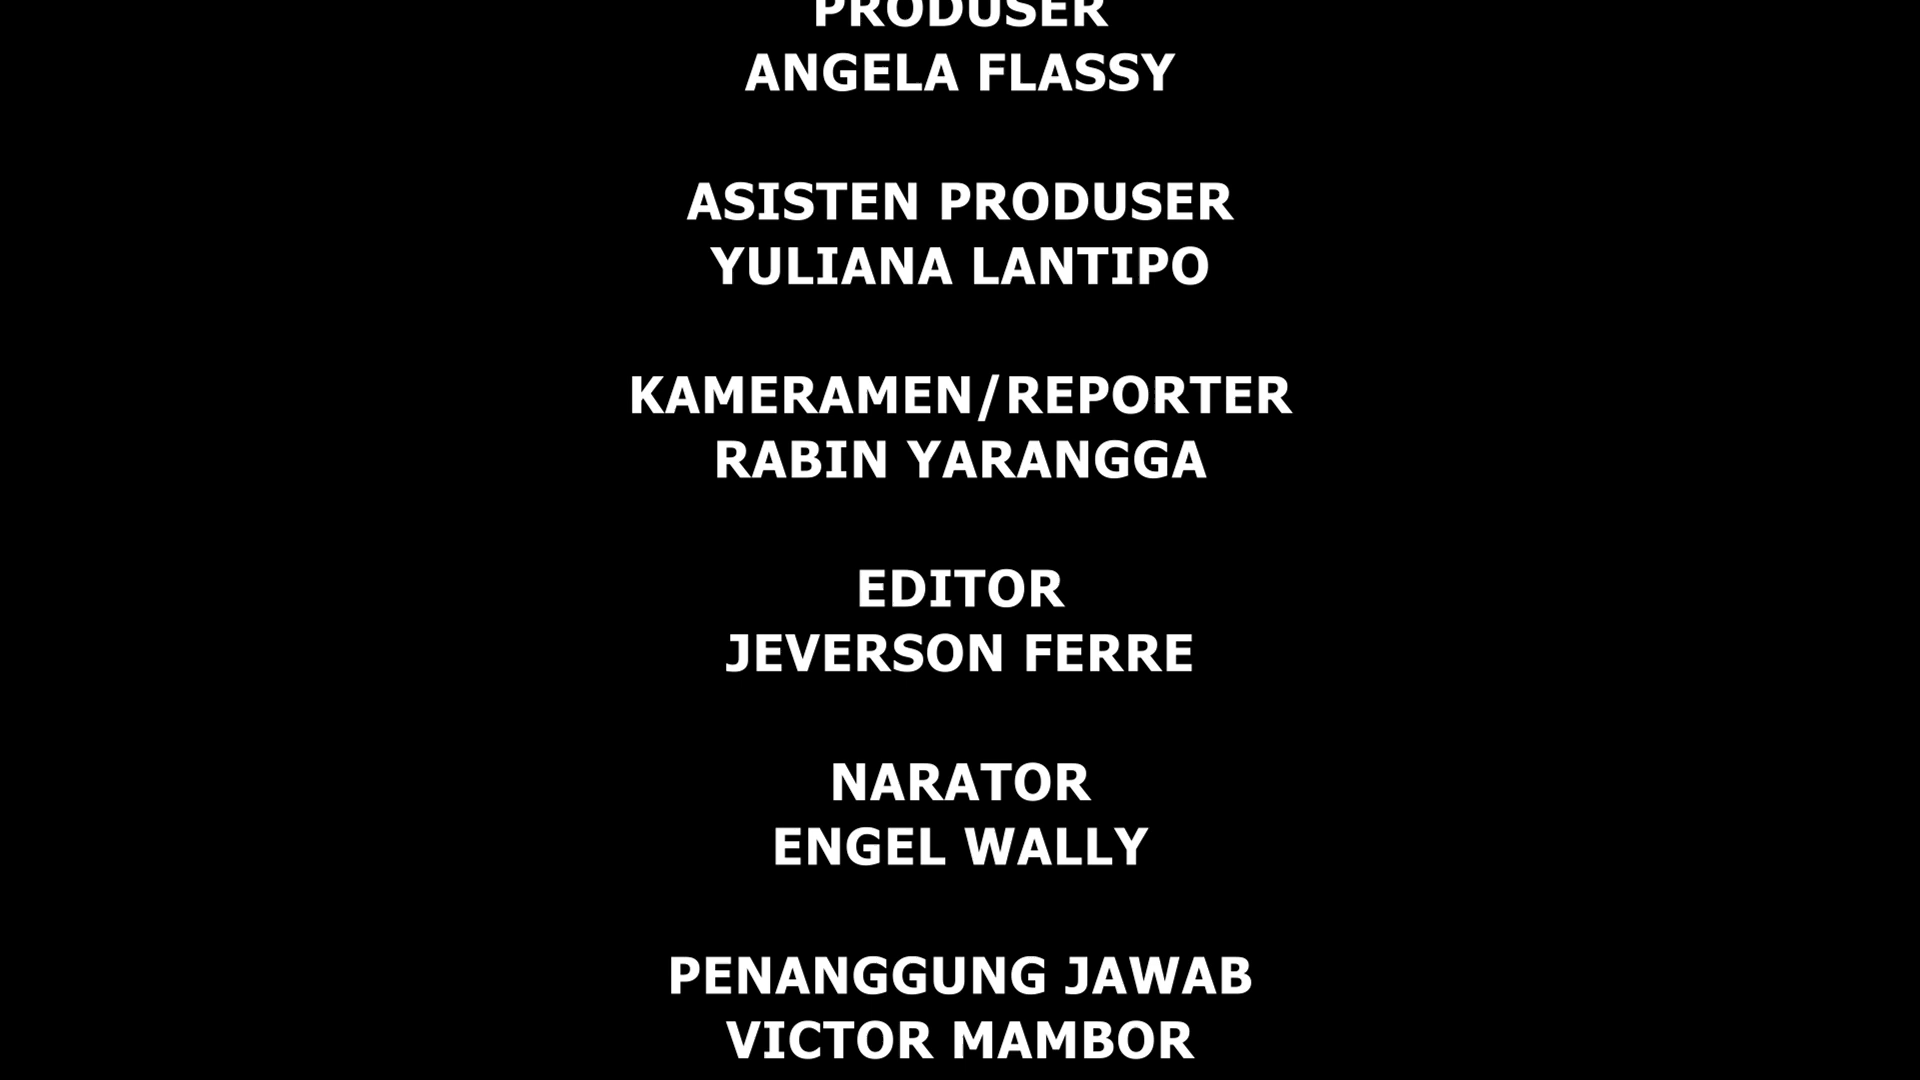 PRODUSER
ANGELA FLASSY
ASISTEN PRODUSER
YULIANA LANTIPO
KAMERAMEN/REPORTER
RABIN YARANGGA
EDITOR
JEVERSON FERRE
NARATOR
ENGEL WALLY
PENANGGUNG JAWAB
VICTOR MAMBOR